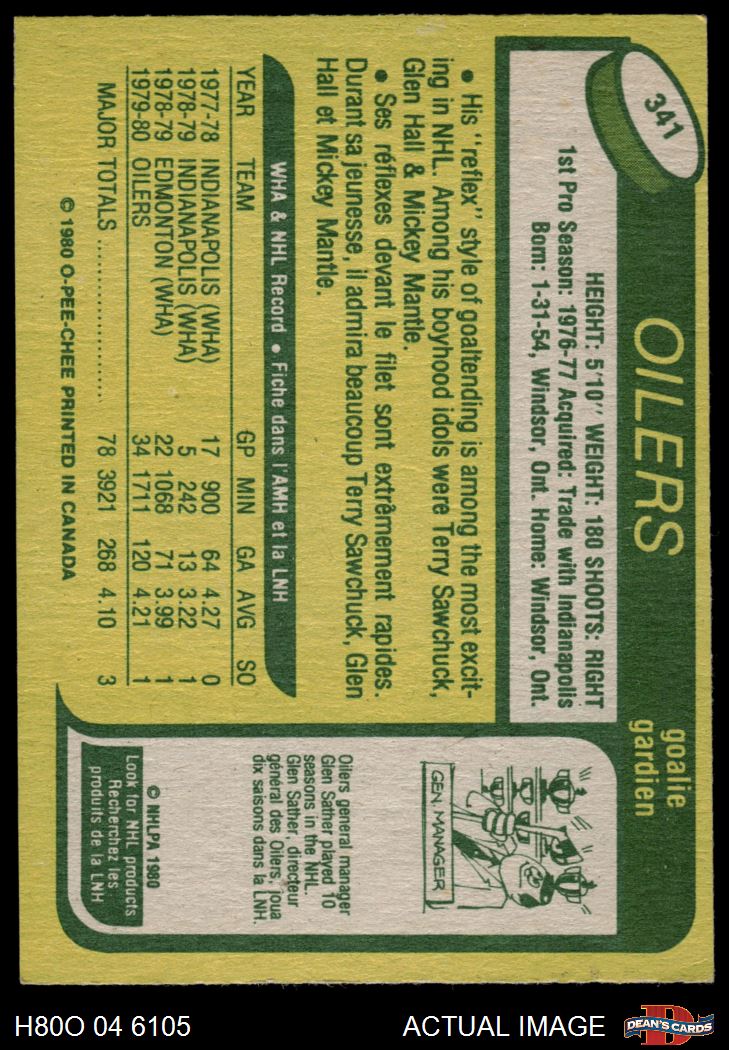 341
OILERS
goalie
gardien
HEIGHT: 5'10" WEIGHT: 180 SHOOTS: RIGHT
1st Pro Season: 1976-77 Acquired: Trade with Indianapolis
Born: 1-31-54, Windsor, Ont. Home: Windsor, Ont.
• His "reflex" style of goaltending is among the most excit-
ing in NHL. Among his boyhood idols were Terry Sawchuck,
Glen Hall & Mickey Mantle.
• Ses réflexes devant le filet sont extrêmement rapides.
Durant sa jeunesse, il admira beaucoup Terry Sawchuck, Glen
Hall et Mickey Mantle.
WHA & NHL Record • Fiche dans l'AMH et la LNH
YEAR TEAM GP MIN GA AVG SO
1977-78 INDIANAPOLIS (WHA) 17 900 64 4.27 0
1978-79 INDIANAPOLIS (WHA) 5 242 13 3.22 1
1978-79 EDMONTON (WHA) 22 1068 71 3.99 1
1979-80 OILERS 34 1711 120 4.21 1
MAJOR TOTALS .................... 78 3921 268 4.10 3
© 1980 O-PEE-CHEE PRINTED IN CANADA
GEN. MANAGER
Oilers general manager
Glen Sather played 10
seasons in the NHL.
Glen Sather, directeur
général des Oilers, joua
dix saisons dans la LNH.
© NHLPA 1980
Look for NHL products
Recherchez les
produits de la LNH
H80O 04 6105
ACTUAL IMAGE
D
DEAN'S CARDS